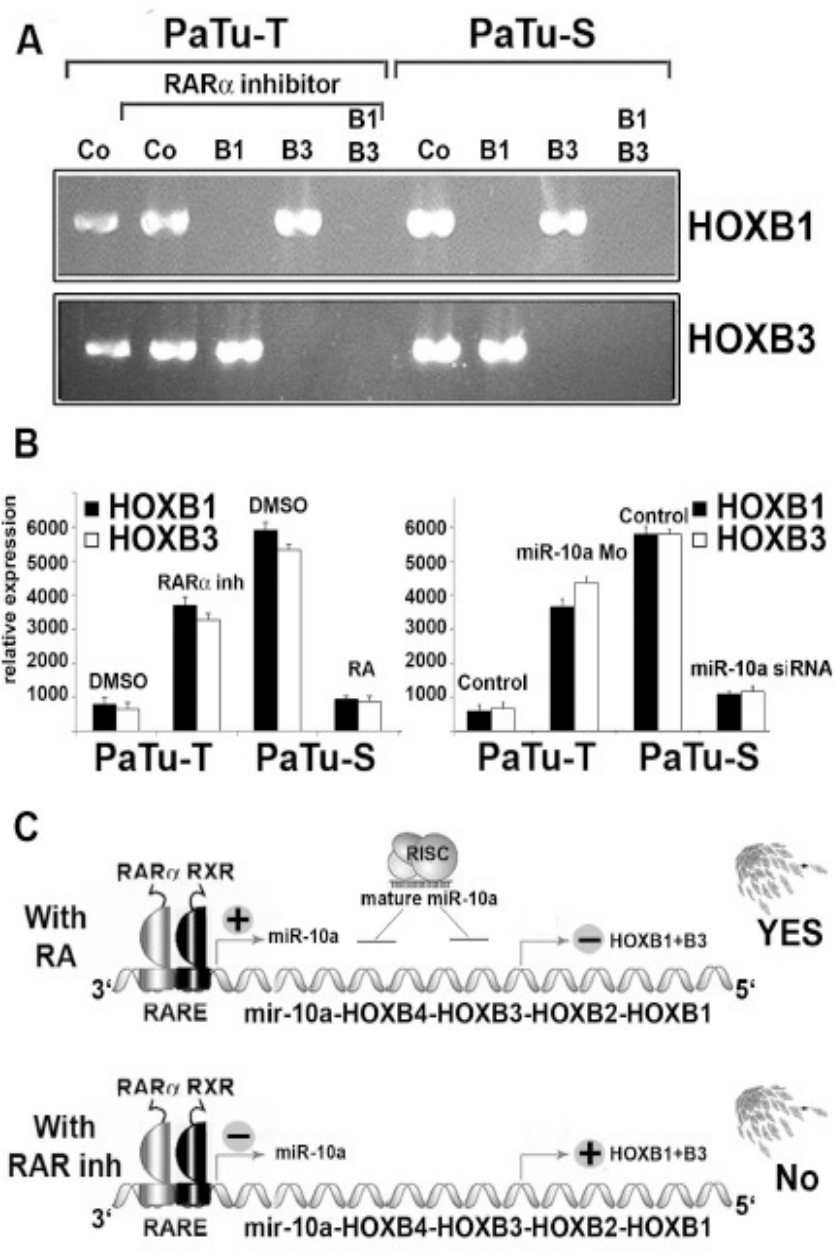 A
PaTu-T PaTu-S
RARα inhibitor
B1 B1
Co Co B1 B3 B3 Co B1 B3 B3
HOXB1
HOXB3
B
relative expression
6000
5000
4000
3000
2000
1000
HOXB1
HOXB3
DMSO
RARα inh
DMSO
RA
PaTu-T PaTu-S
6000
5000
4000
3000
2000
1000
HOXB1
HOXB3
Control
miR-10a Mo
Control
miR-10a siRNA
PaTu-T PaTu-S
C
With
RA
RARα RXR
+
miR-10a
RISC
mature miR-10a
− HOXB1+B3
YES
3‘ 5‘
RARE mir-10a-HOXB4-HOXB3-HOXB2-HOXB1
With
RAR inh
RARα RXR
−
miR-10a
+ HOXB1+B3
No
3‘ 5‘
RARE mir-10a-HOXB4-HOXB3-HOXB2-HOXB1